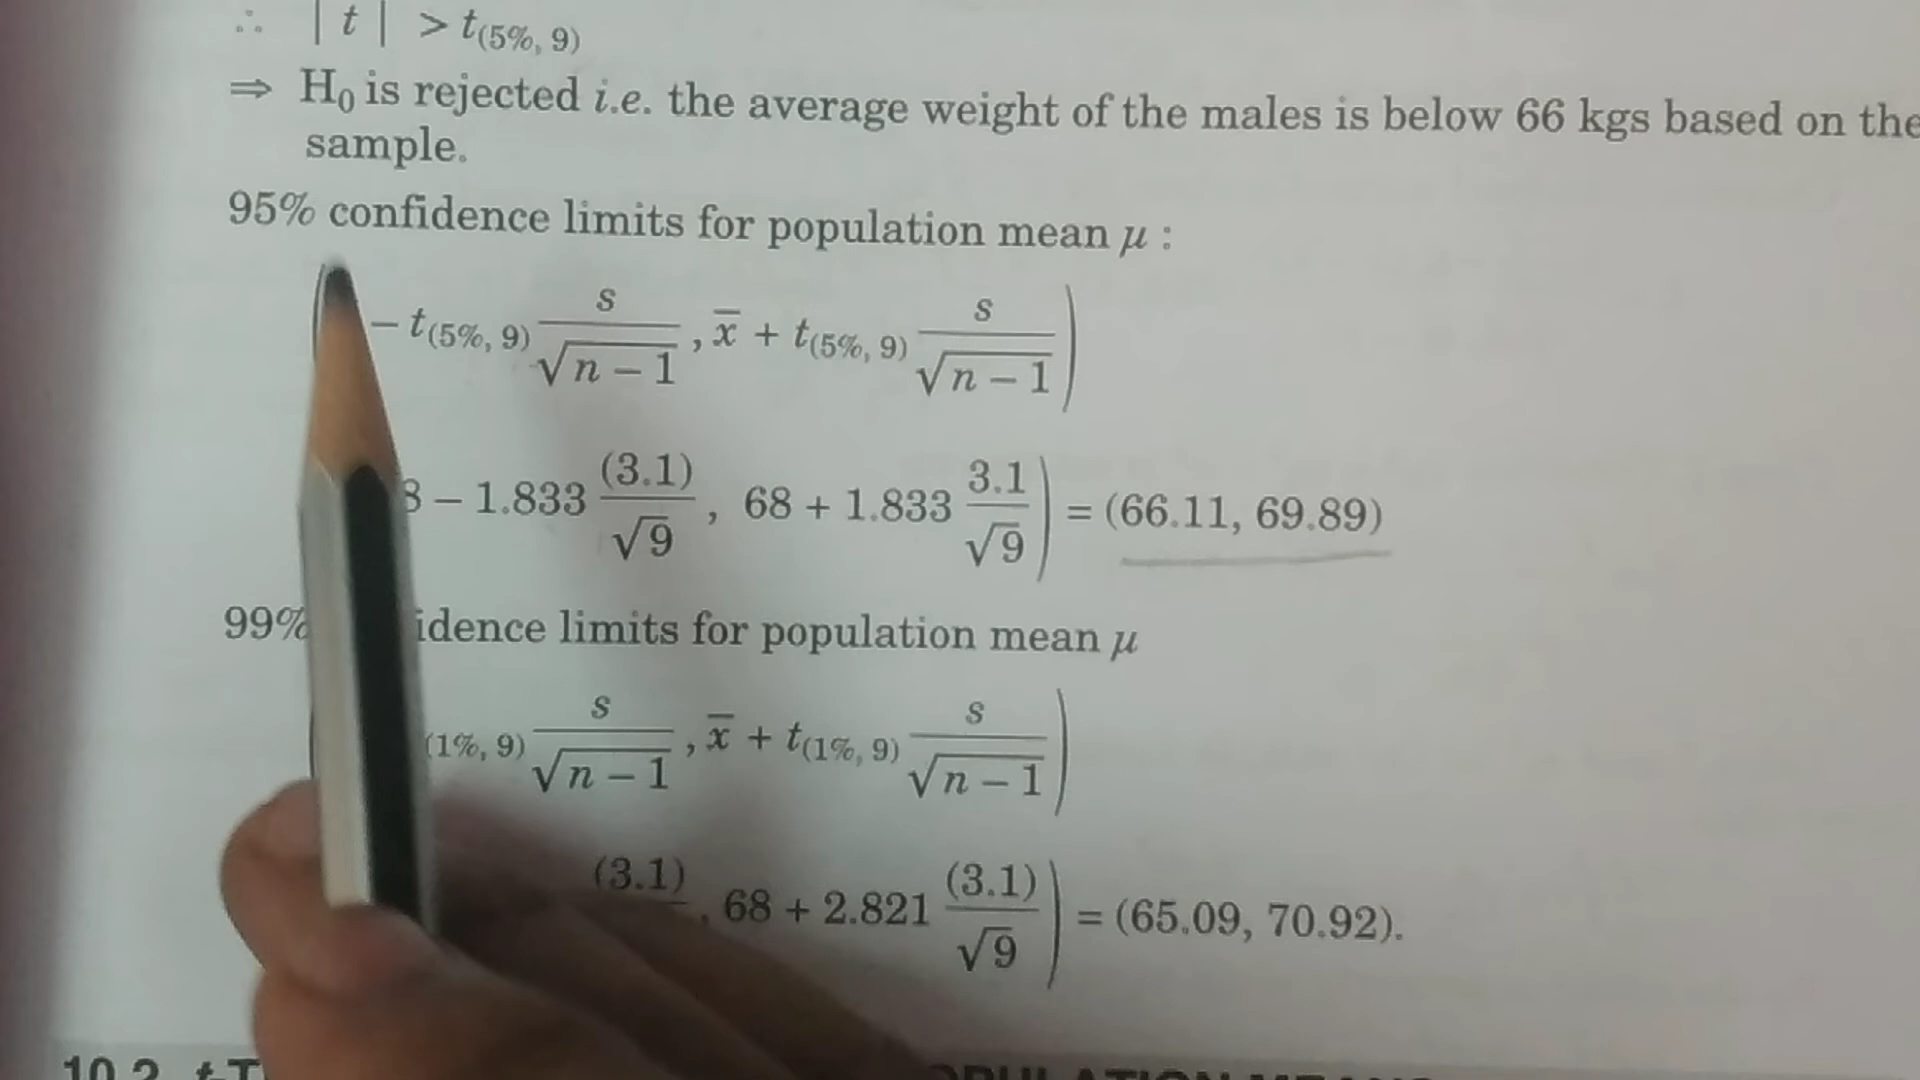 ∴ | t | > t(5%, 9)
⇒ H₀ is rejected i.e. the average weight of the males is below 66 kgs based on the
sample.
95% confidence limits for population mean μ :
− t(5%, 9) s/√(n − 1) , x̄ + t(5%, 9) s/√(n − 1) )
8 − 1.833 (3.1)/√9 , 68 + 1.833 3.1/√9 ) = (66.11, 69.89)
99% idence limits for population mean μ
(1%, 9) s/√(n − 1) , x̄ + t(1%, 9) s/√(n − 1) )
(3.1) , 68 + 2.821 (3.1)/√9 ) = (65.09, 70.92).
10.2